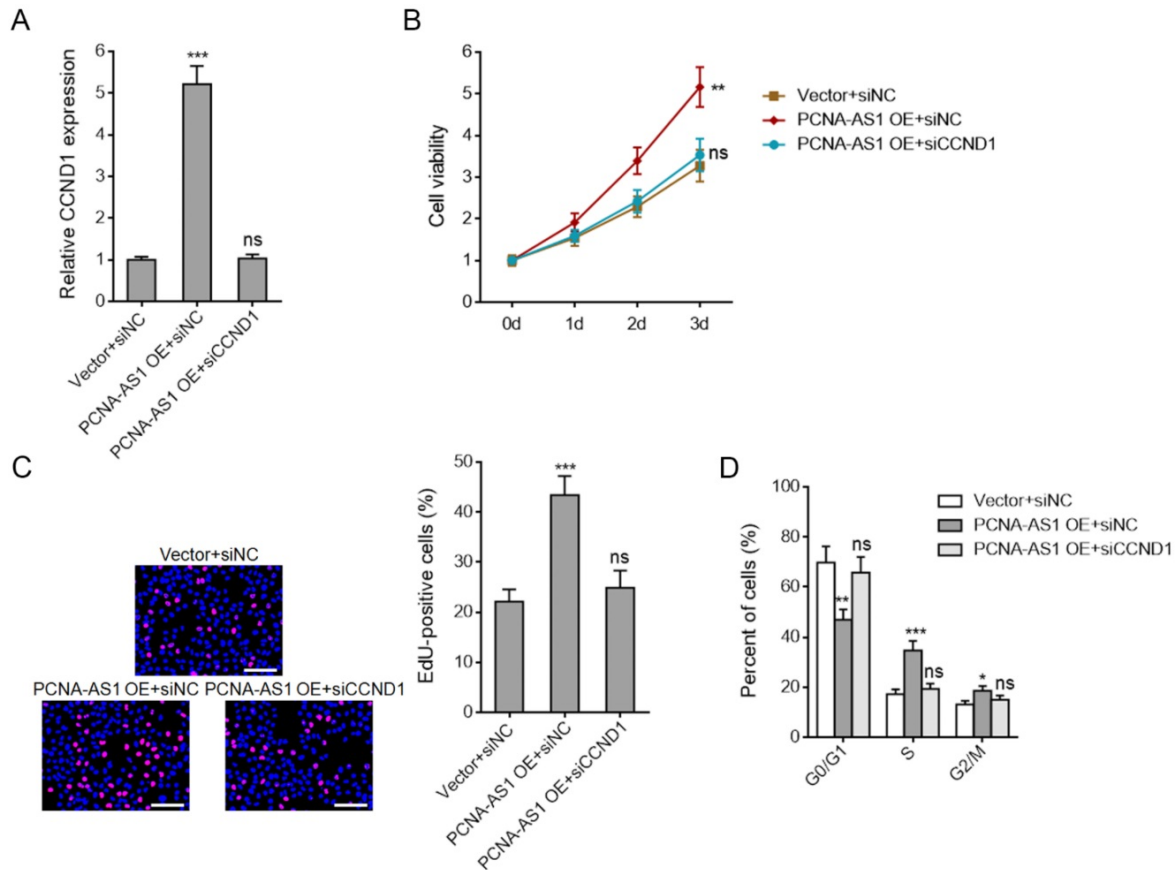 A
Relative CCND1 expression
6
5
4
3
2
1
0
***
ns
Vector+siNC
PCNA-AS1 OE+siNC
PCNA-AS1 OE+siCCND1
B
Cell viability
6
5
4
3
2
1
0
**
ns
0d
1d
2d
3d
Vector+siNC
PCNA-AS1 OE+siNC
PCNA-AS1 OE+siCCND1
C
Vector+siNC
PCNA-AS1 OE+siNC
PCNA-AS1 OE+siCCND1
EdU-positive cells (%)
50
40
30
20
10
0
***
ns
Vector+siNC
PCNA-AS1 OE+siNC
PCNA-AS1 OE+siCCND1
D
Percent of cells (%)
100
80
60
40
20
0
Vector+siNC
PCNA-AS1 OE+siNC
PCNA-AS1 OE+siCCND1
**
ns
***
ns
*
ns
G0/G1
S
G2/M